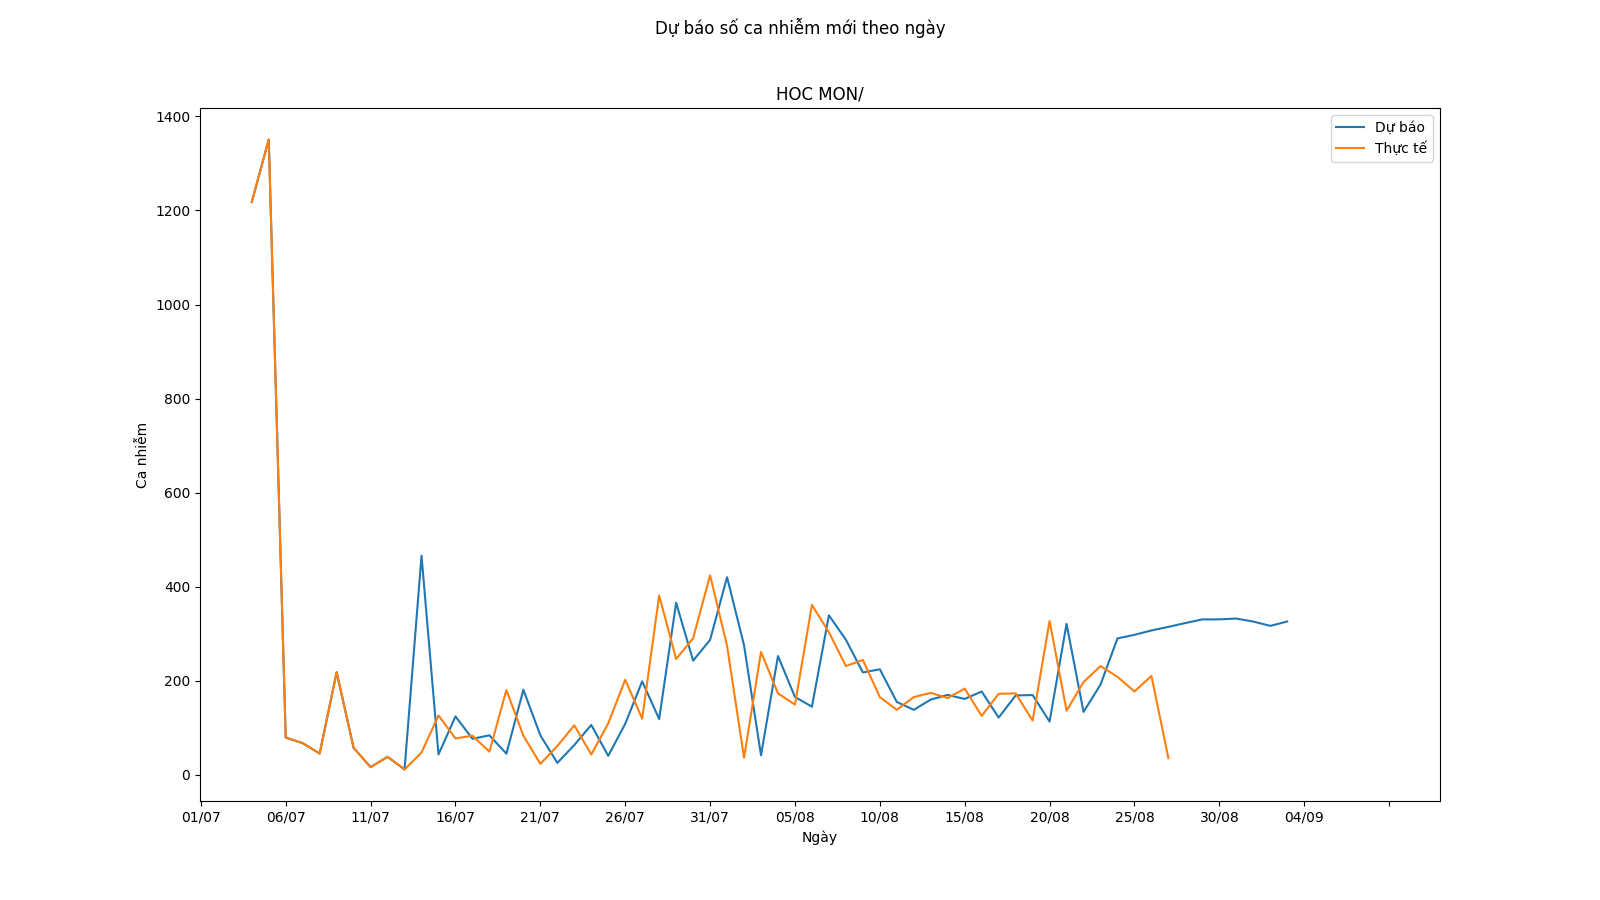 Dự báo số ca nhiễm mới theo ngày
HOC MON/
Dự báo
Thực tế
1400
1200
1000
800
600
400
200
0
Ca nhiễm
01/07 06/07 11/07 16/07 21/07 26/07 31/07 05/08 10/08 15/08 20/08 25/08 30/08 04/09
Ngày